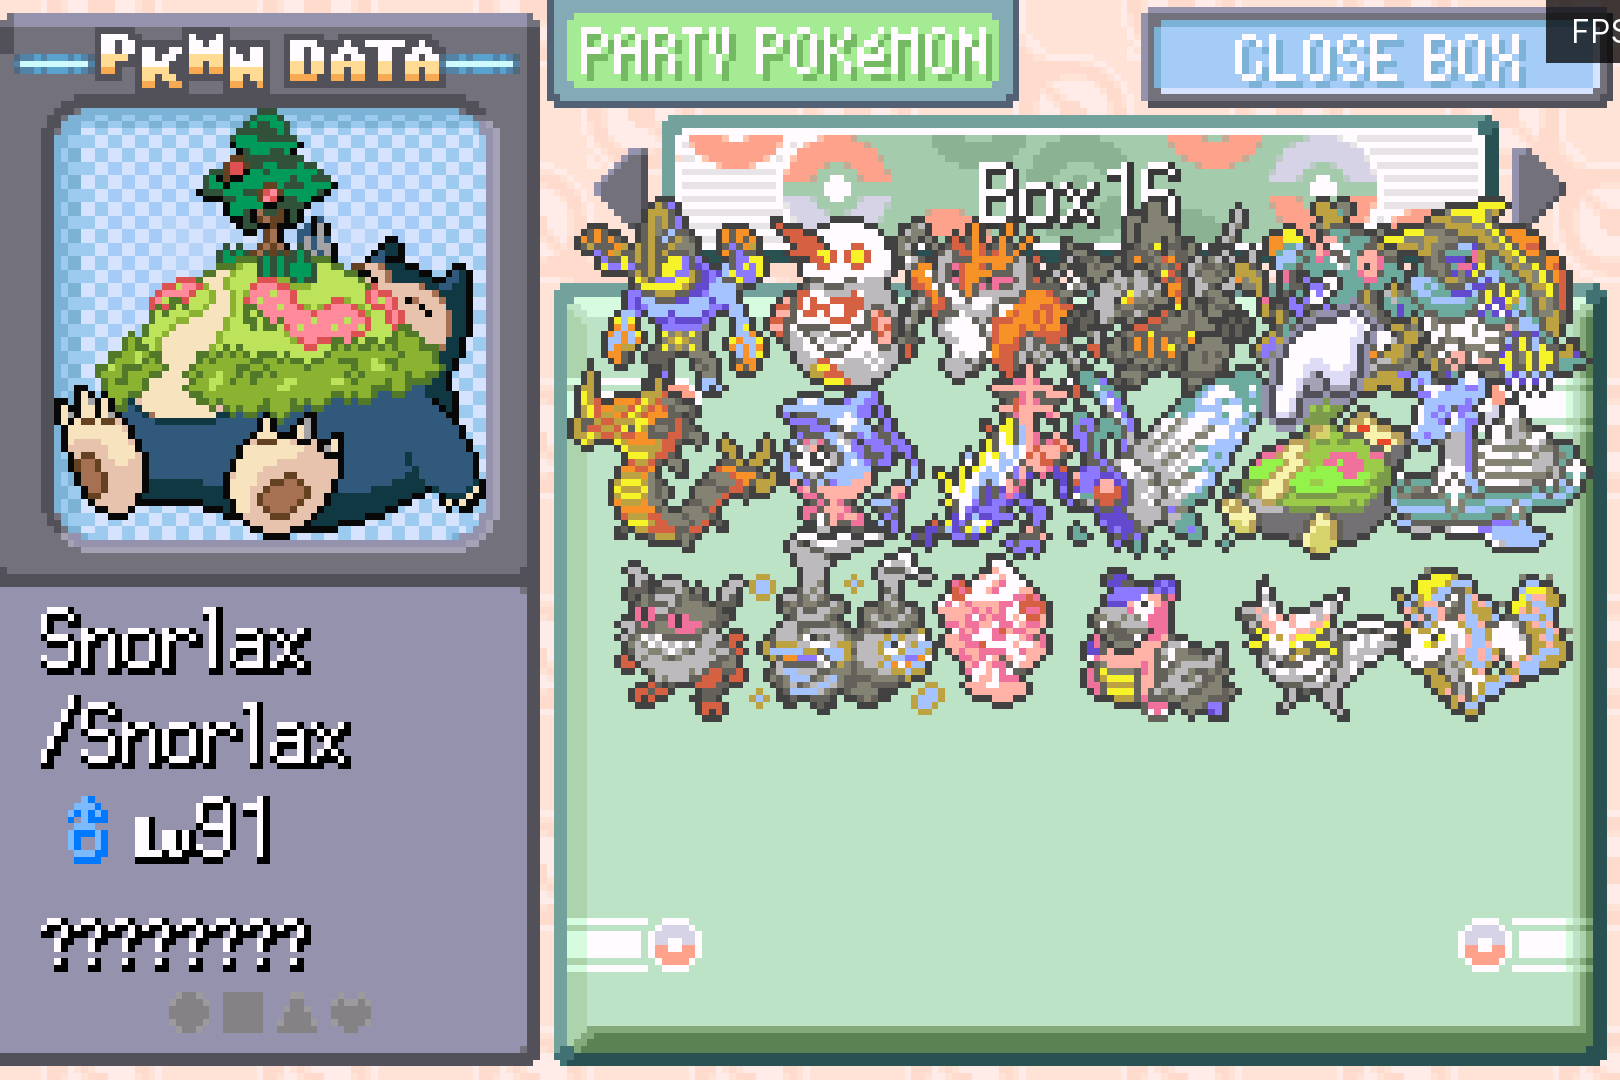 PKMN DATA
PARTY POKéMON
CLOSE BOX
FPS
Box 16
Snorlax
/Snorlax
Lv91
????????